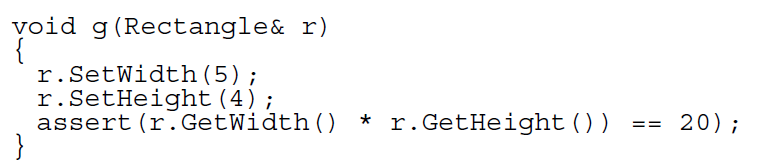 void g(Rectangle& r)
{
  r.SetWidth(5);
  r.SetHeight(4);
  assert(r.GetWidth() * r.GetHeight()) == 20);
}